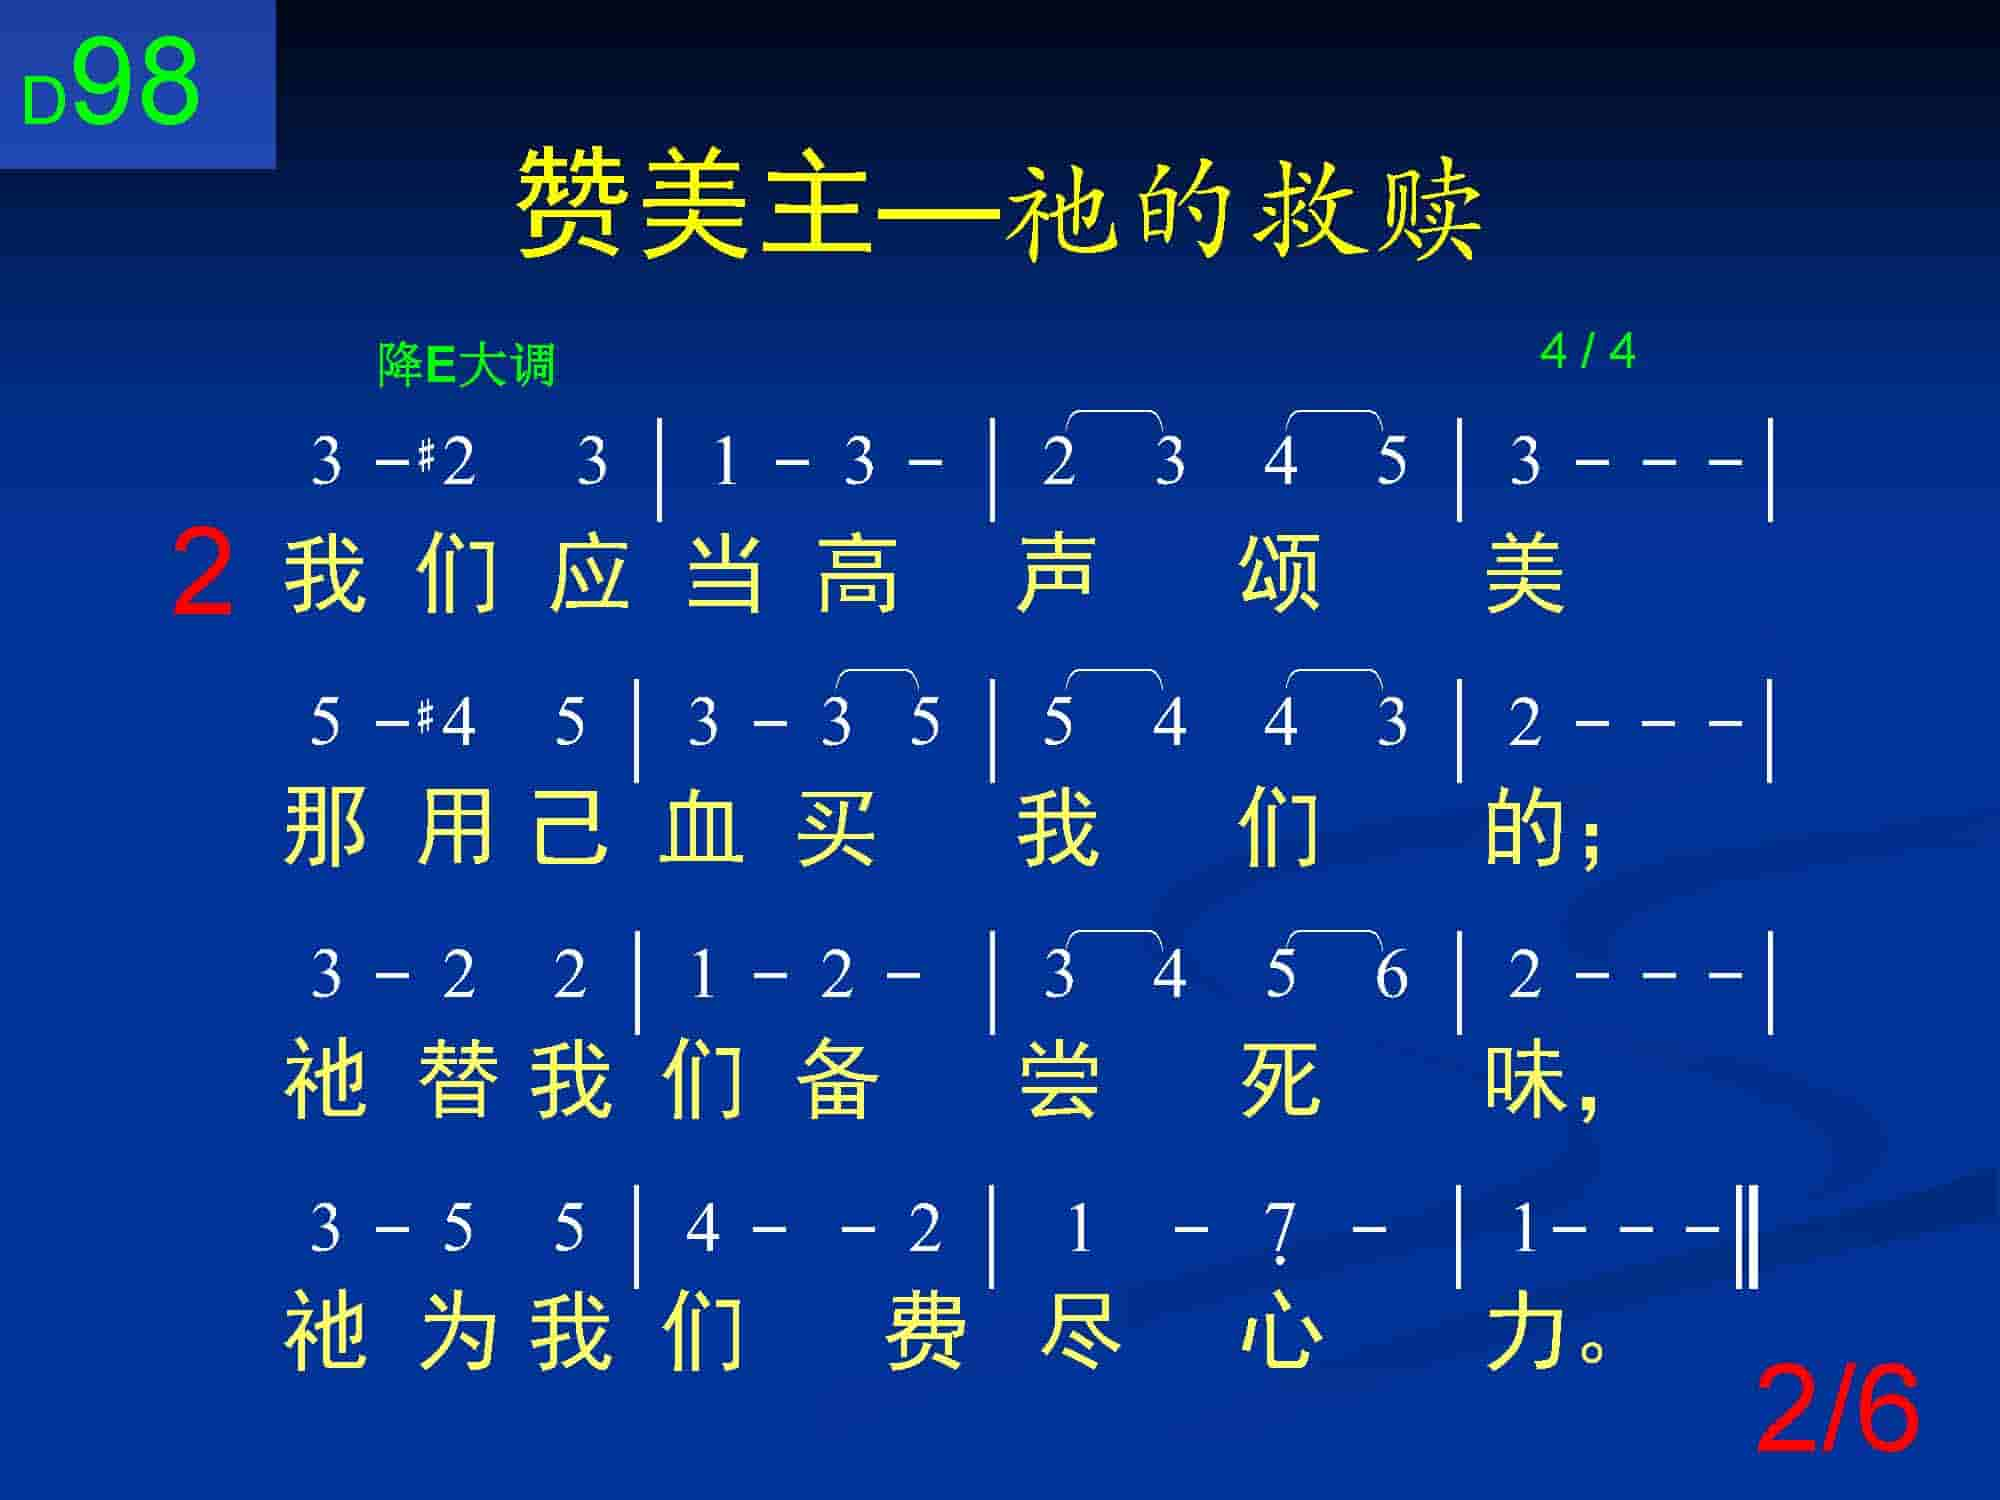 D98
赞美主—祂的救赎
降E大调 4 / 4
3 - #2 3 | 1 - 3 - | 2 3 4 5 | 3 - - - |
2 我们应当高声颂美
5 - #4 5 | 3 - 3 5 | 5 4 4 3 | 2 - - - |
那用己血买我们的；
3 - 2 2 | 1 - 2 - | 3 4 5 6 | 2 - - - |
祂替我们备尝死味，
3 - 5 5 | 4 - - 2 | 1 - 7̣ - | 1 - - - ‖
祂为我们费尽心力。
2/6